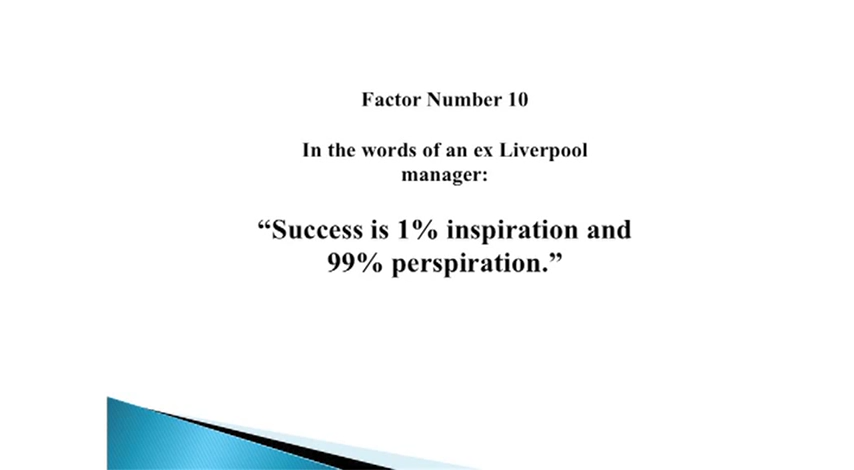 Factor Number 10
In the words of an ex Liverpool
manager:
“Success is 1% inspiration and
99% perspiration.”